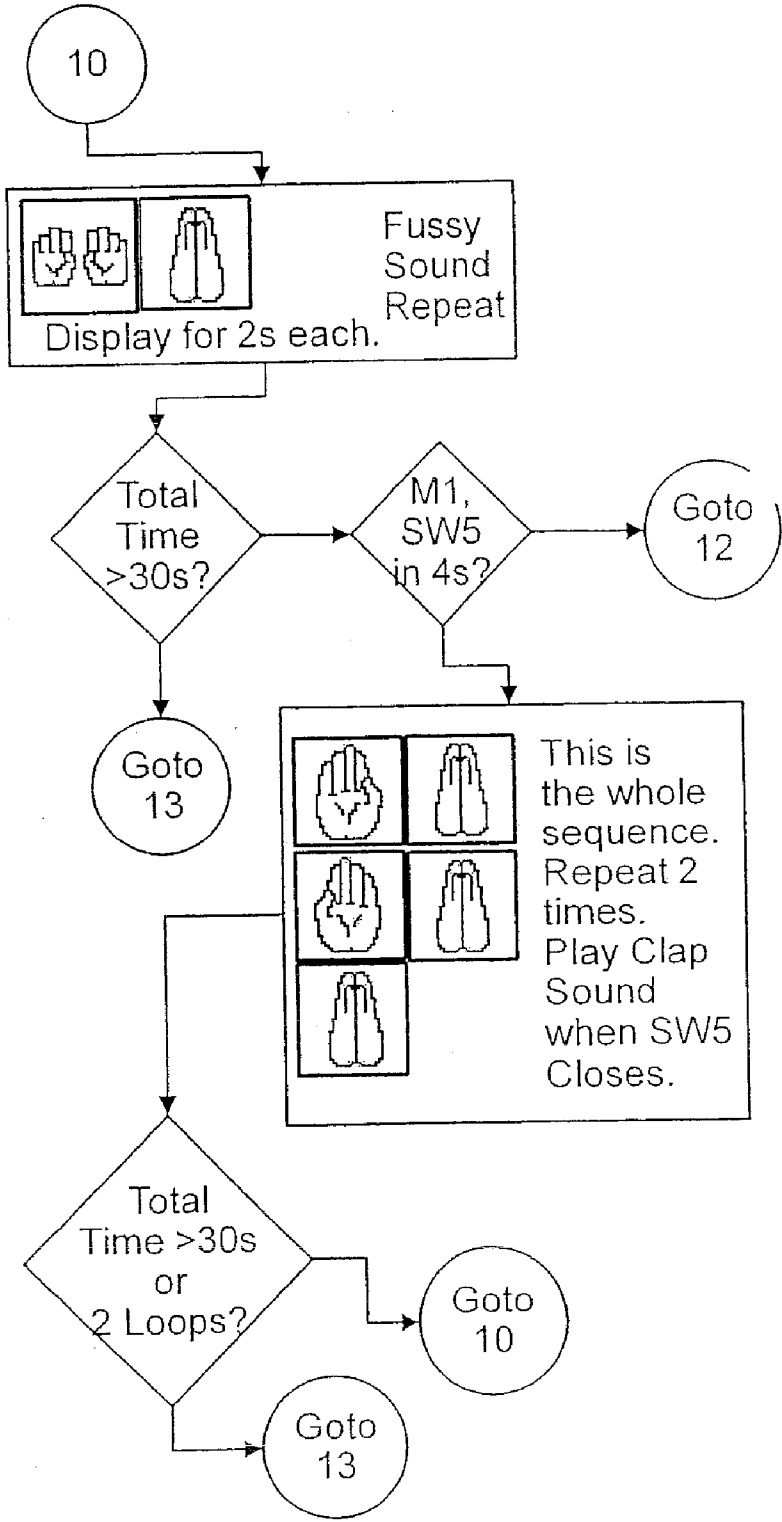 10
Fussy
Sound
Repeat
Display for 2s each.
Total
Time
>30s?
M1,
SW5
in 4s?
Goto
12
Goto
13
This is
the whole
sequence.
Repeat 2
times.
Play Clap
Sound
when SW5
Closes.
Total
Time >30s
or
2 Loops?
Goto
10
Goto
13